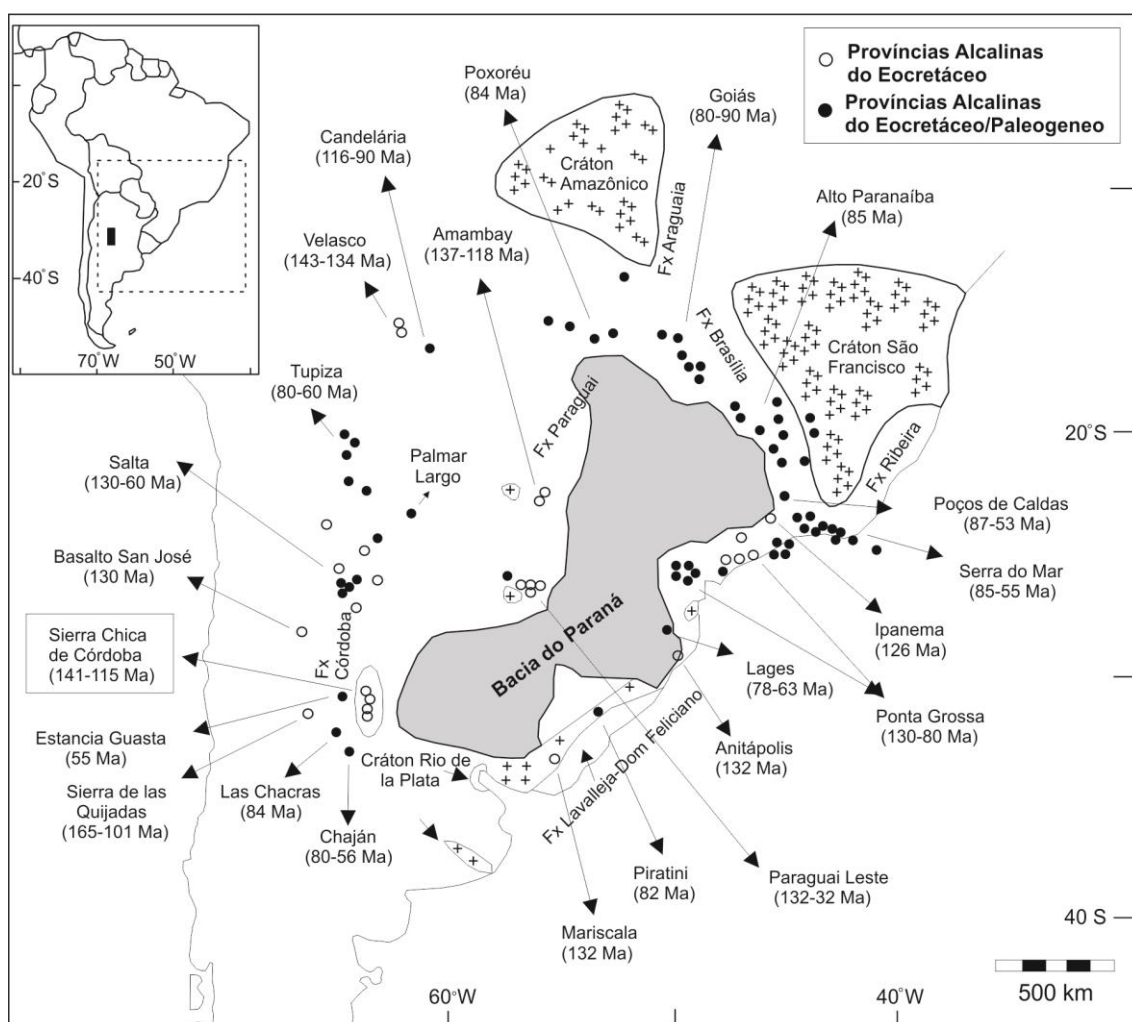 20°S
40°S
70°W
50°W
Províncias Alcalinas
do Eocretáceo
Províncias Alcalinas
do Eocretáceo/Paleogeneo
Poxoréu
(84 Ma)
Goiás
(80-90 Ma)
Candelária
(116-90 Ma)
Cráton
Amazônico
Fx Araguaia
Alto Paranaíba
(85 Ma)
Velasco
(143-134 Ma)
Amambay
(137-118 Ma)
Fx Brasília
Cráton São
Francisco
Tupiza
(80-60 Ma)
Fx Paraguai
20°S
Fx Ribeira
Salta
(130-60 Ma)
Palmar
Largo
Poços de Caldas
(87-53 Ma)
Basalto San José
(130 Ma)
Serra do Mar
(85-55 Ma)
Sierra Chica
de Córdoba
(141-115 Ma)
Fx
Córdoba
Bacia do Paraná
Ipanema
(126 Ma)
Lages
(78-63 Ma)
Ponta Grossa
(130-80 Ma)
Estancia Guasta
(55 Ma)
Anitápolis
(132 Ma)
Sierra de las
Quijadas
(165-101 Ma)
Las Chacras
(84 Ma)
Cráton Rio de
la Plata
Fx Lavalleja-Dom Feliciano
Chaján
(80-56 Ma)
Piratini
(82 Ma)
Paraguai Leste
(132-32 Ma)
Mariscala
(132 Ma)
40 S
60°W
40°W
500 km